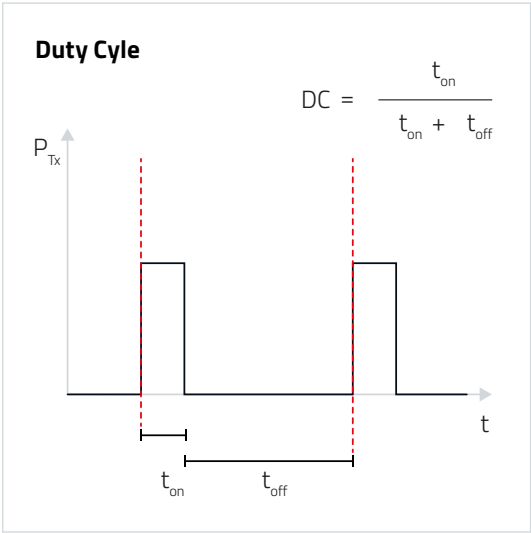 Duty Cyle
t_on
DC =
t_on + t_off
P_Tx
t
t_on t_off